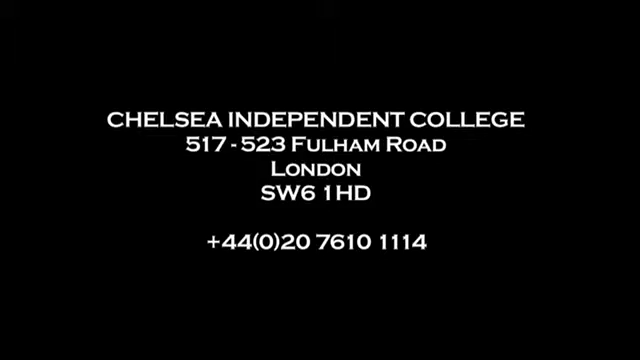 CHELSEA INDEPENDENT COLLEGE
517 - 523 FULHAM ROAD
LONDON
SW6 1HD
+44(0)20 7610 1114